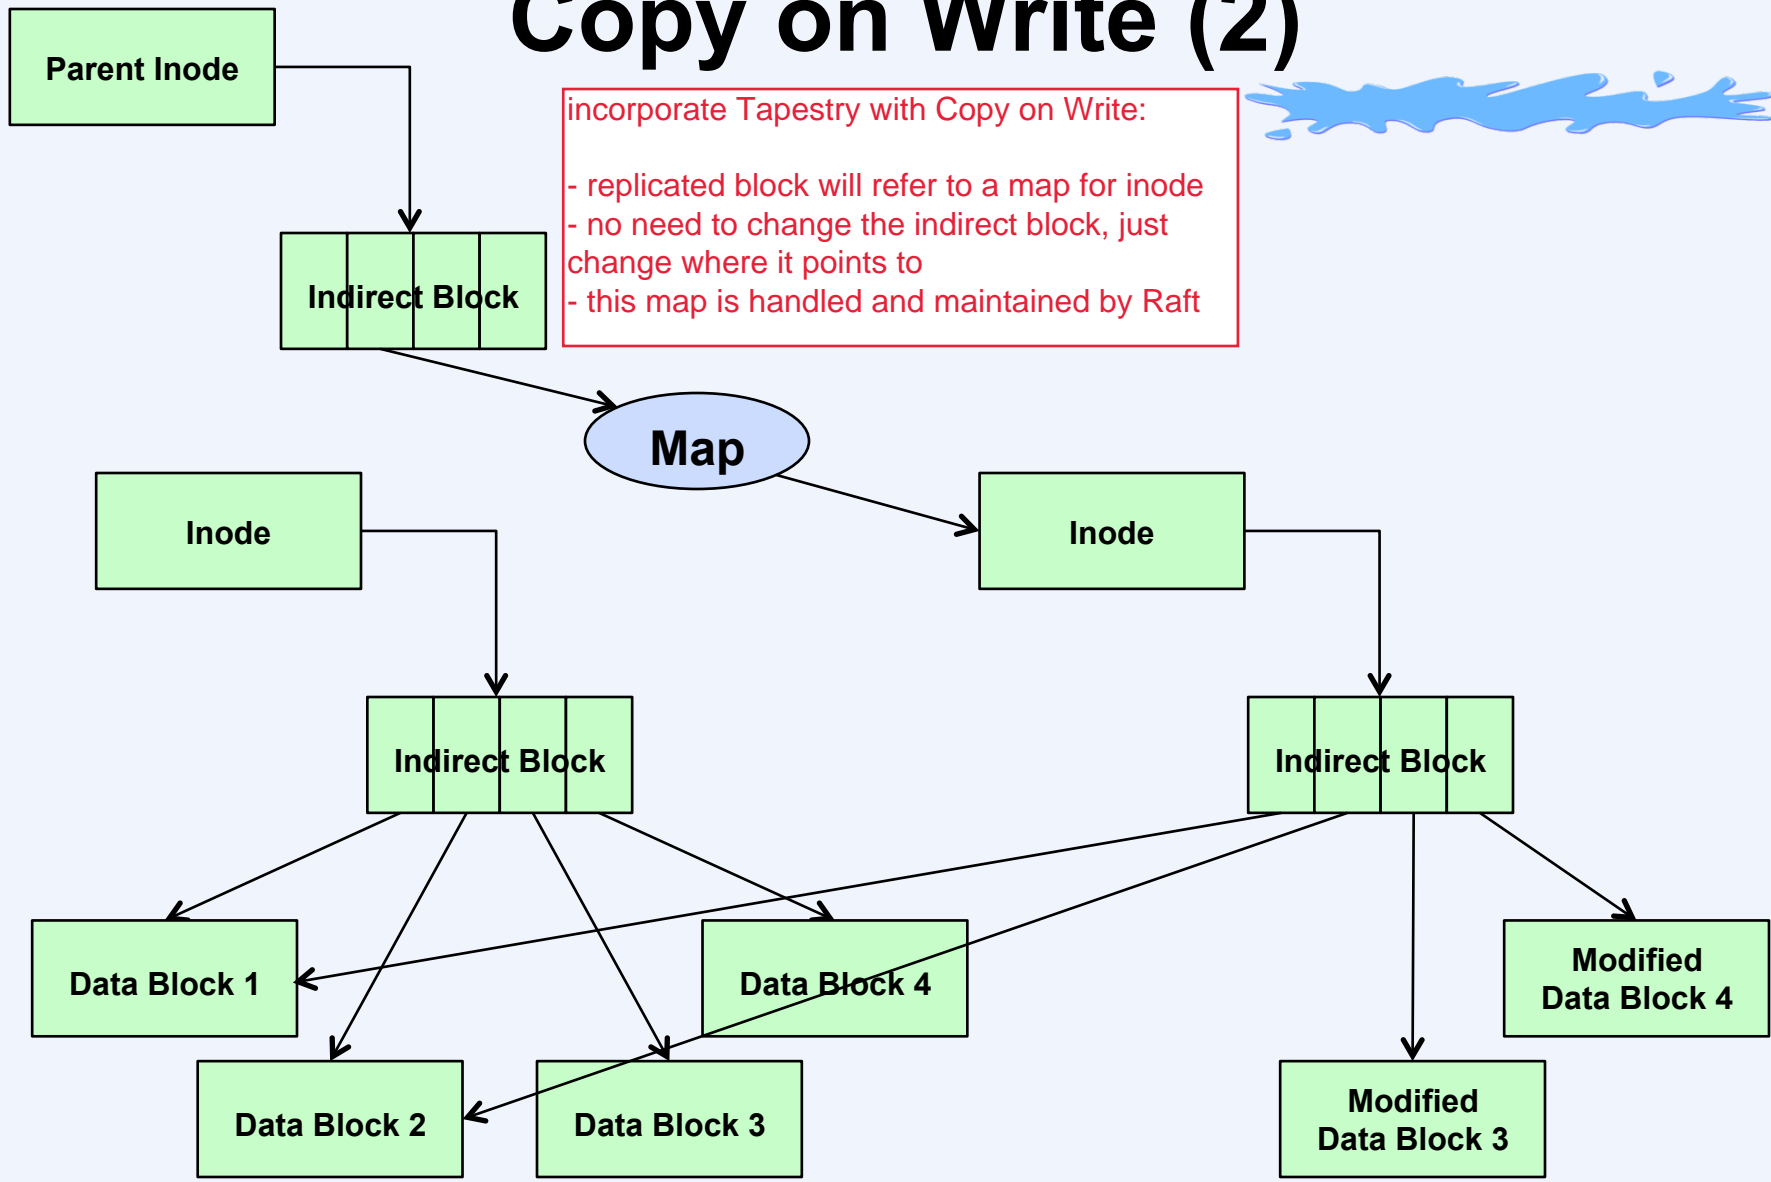 Copy on Write (2)
Parent Inode
incorporate Tapestry with Copy on Write:
- replicated block will refer to a map for inode
- no need to change the indirect block, just
change where it points to
- this map is handled and maintained by Raft
Indirect Block
Map
Inode
Inode
Indirect Block
Indirect Block
Data Block 1
Data Block 4
Modified
Data Block 4
Data Block 2
Data Block 3
Modified
Data Block 3